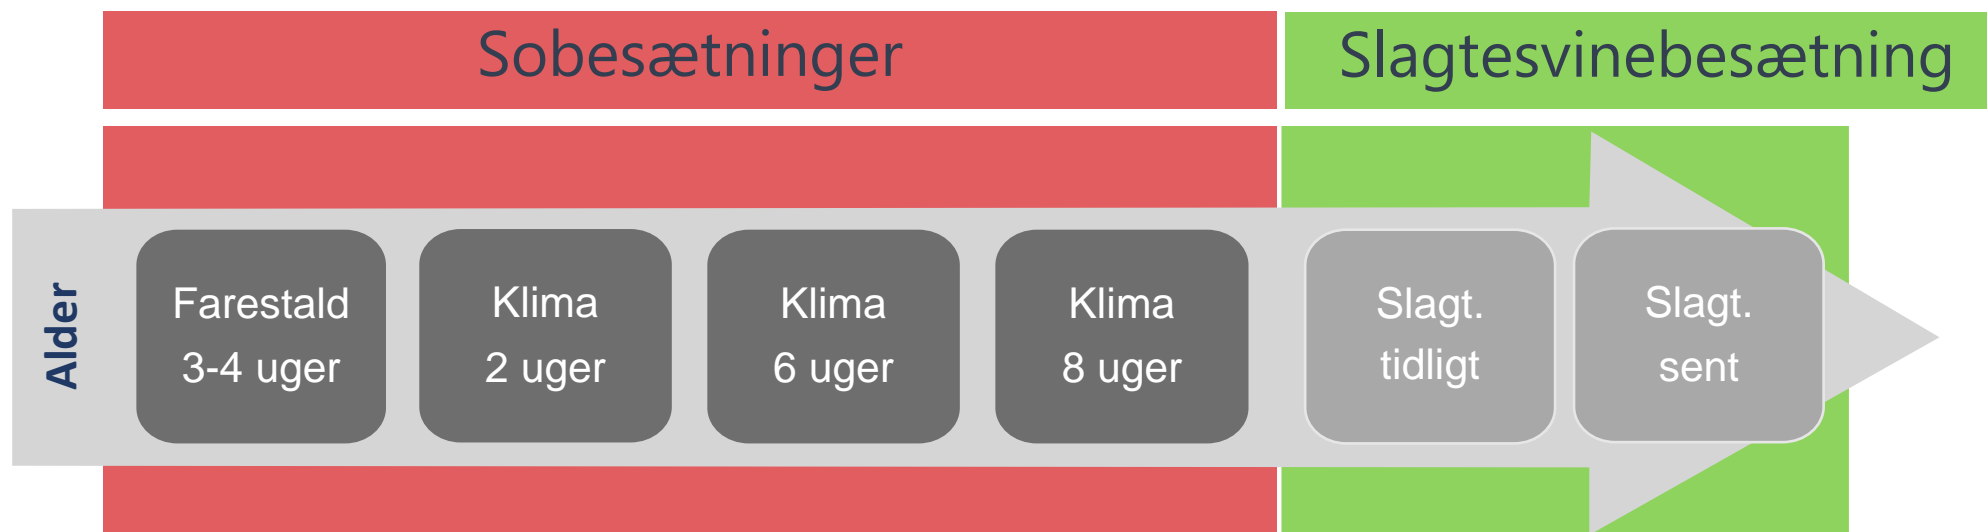 Sobesætninger
Slagtesvinebesætning
Alder
Farestald
3-4 uger
Klima
2 uger
Klima
6 uger
Klima
8 uger
Slagt.
tidligt
Slagt.
sent